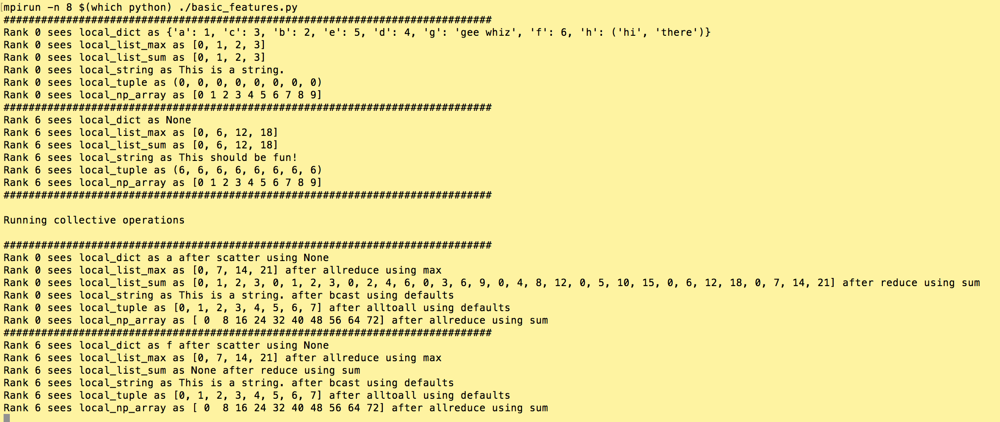 mpirun -n 8 $(which python) ./basic_features.py
##############################################################################
Rank 0 sees local_dict as {'a': 1, 'c': 3, 'b': 2, 'e': 5, 'd': 4, 'g': 'gee whiz', 'f': 6, 'h': ('hi', 'there')}
Rank 0 sees local_list_max as [0, 1, 2, 3]
Rank 0 sees local_list_sum as [0, 1, 2, 3]
Rank 0 sees local_string as This is a string.
Rank 0 sees local_tuple as (0, 0, 0, 0, 0, 0, 0, 0)
Rank 0 sees local_np_array as [0 1 2 3 4 5 6 7 8 9]
##############################################################################
Rank 6 sees local_dict as None
Rank 6 sees local_list_max as [0, 6, 12, 18]
Rank 6 sees local_list_sum as [0, 6, 12, 18]
Rank 6 sees local_string as This should be fun!
Rank 6 sees local_tuple as (6, 6, 6, 6, 6, 6, 6, 6)
Rank 6 sees local_np_array as [0 1 2 3 4 5 6 7 8 9]
##############################################################################
Running collective operations
##############################################################################
Rank 0 sees local_dict as a after scatter using None
Rank 0 sees local_list_max as [0, 7, 14, 21] after allreduce using max
Rank 0 sees local_list_sum as [0, 1, 2, 3, 0, 1, 2, 3, 0, 2, 4, 6, 0, 3, 6, 9, 0, 4, 8, 12, 0, 5, 10, 15, 0, 6, 12, 18, 0, 7, 14, 21] after reduce using sum
Rank 0 sees local_string as This is a string. after bcast using defaults
Rank 0 sees local_tuple as [0, 1, 2, 3, 4, 5, 6, 7] after alltoall using defaults
Rank 0 sees local_np_array as [ 0  8 16 24 32 40 48 56 64 72] after allreduce using sum
##############################################################################
Rank 6 sees local_dict as f after scatter using None
Rank 6 sees local_list_max as [0, 7, 14, 21] after allreduce using max
Rank 6 sees local_list_sum as None after reduce using sum
Rank 6 sees local_string as This is a string. after bcast using defaults
Rank 6 sees local_tuple as [0, 1, 2, 3, 4, 5, 6, 7] after alltoall using defaults
Rank 6 sees local_np_array as [ 0  8 16 24 32 40 48 56 64 72] after allreduce using sum